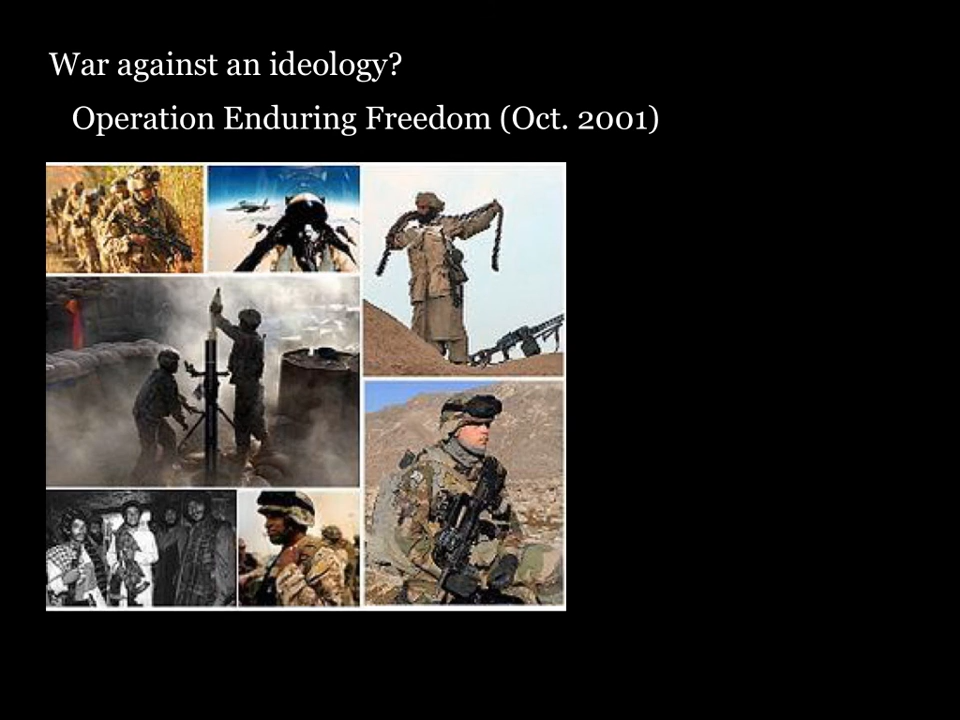 War against an ideology?
Operation Enduring Freedom (Oct. 2001)